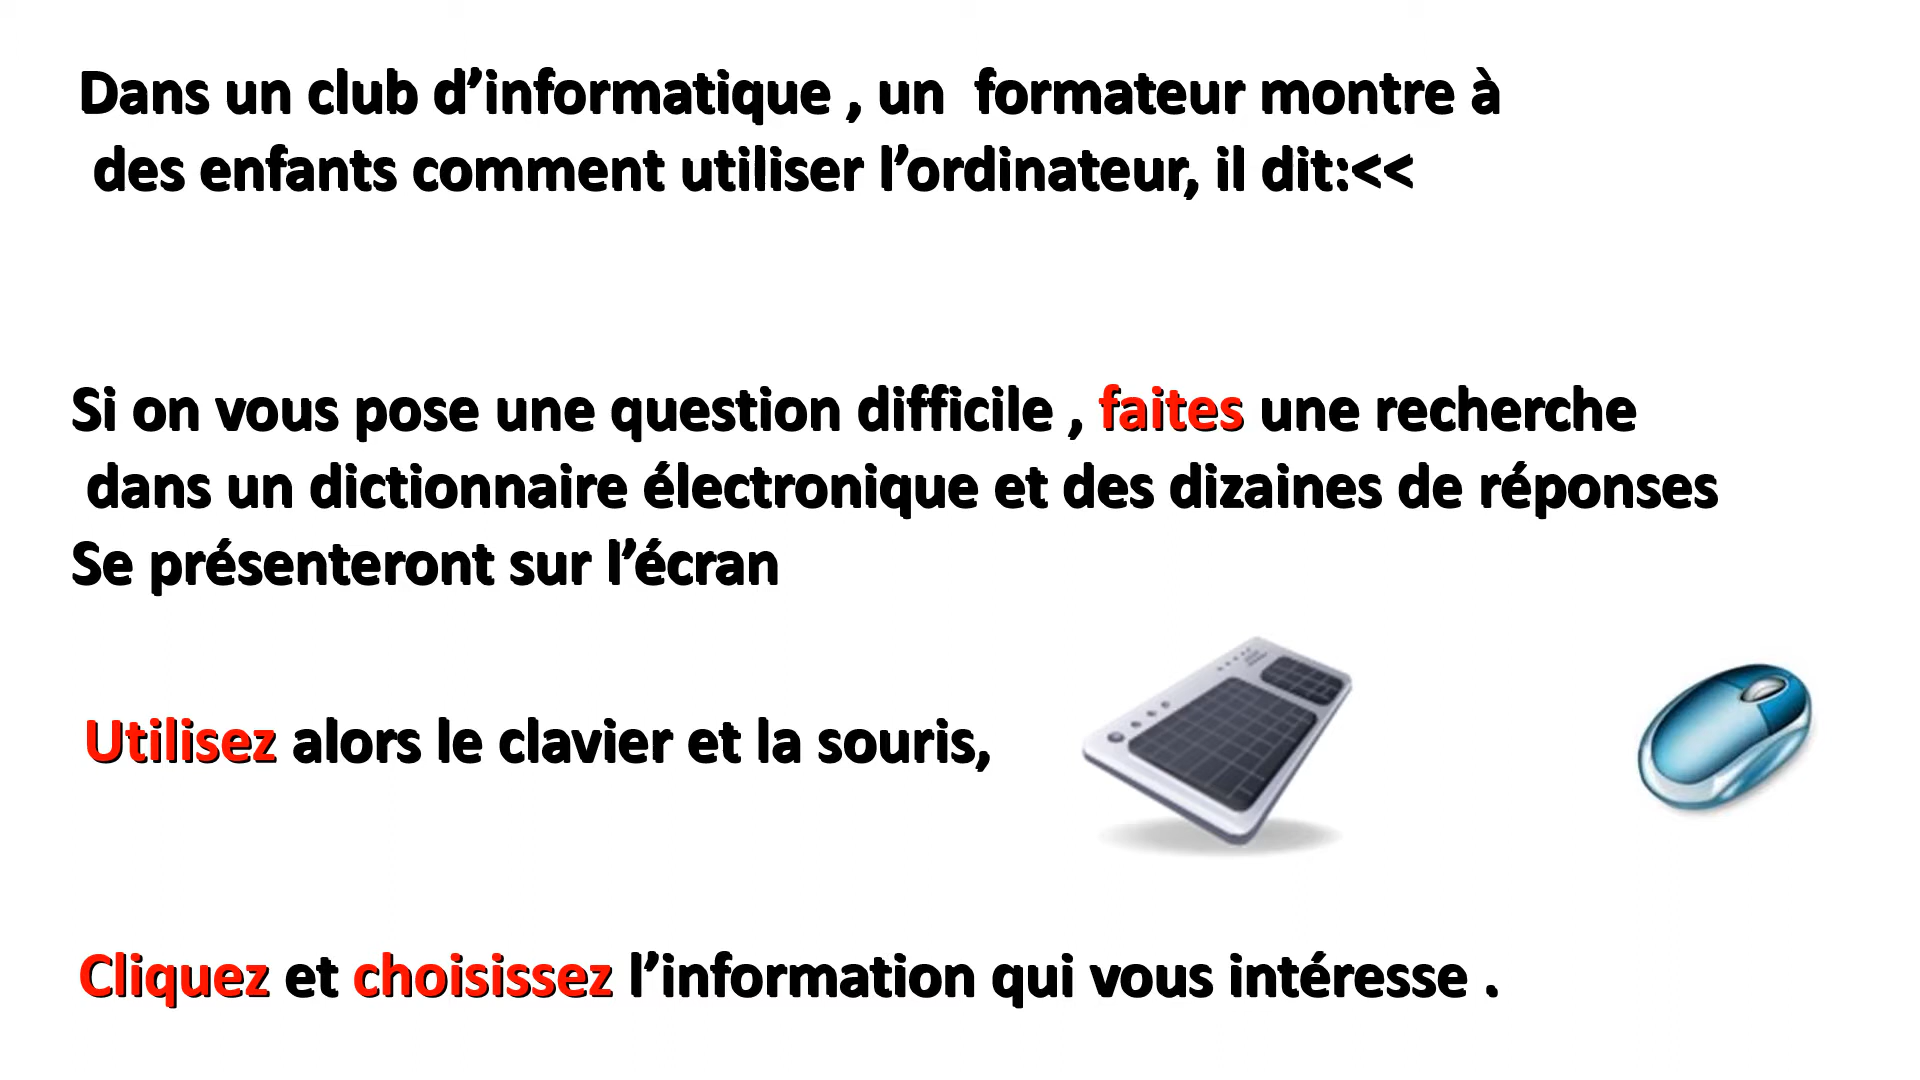 Dans un club d’informatique , un  formateur montre à
des enfants comment utiliser l’ordinateur, il dit:<<
Si on vous pose une question difficile , faites une recherche
dans un dictionnaire électronique et des dizaines de réponses
Se présenteront sur l’écran
Utilisez alors le clavier et la souris,
Cliquez et choisissez l’information qui vous intéresse .